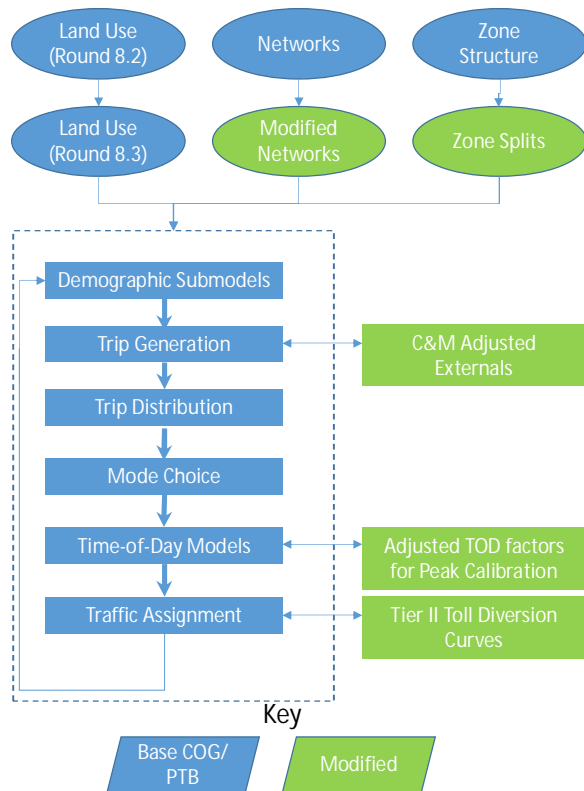 Land Use
(Round 8.2)
Networks
Zone
Structure
Land Use
(Round 8.3)
Modified
Networks
Zone Splits
Demographic Submodels
Trip Generation
C&M Adjusted
Externals
Trip Distribution
Mode Choice
Time-of-Day Models
Adjusted TOD factors
for Peak Calibration
Traffic Assignment
Tier II Toll Diversion
Curves
Key
Base COG/
PTB
Modified